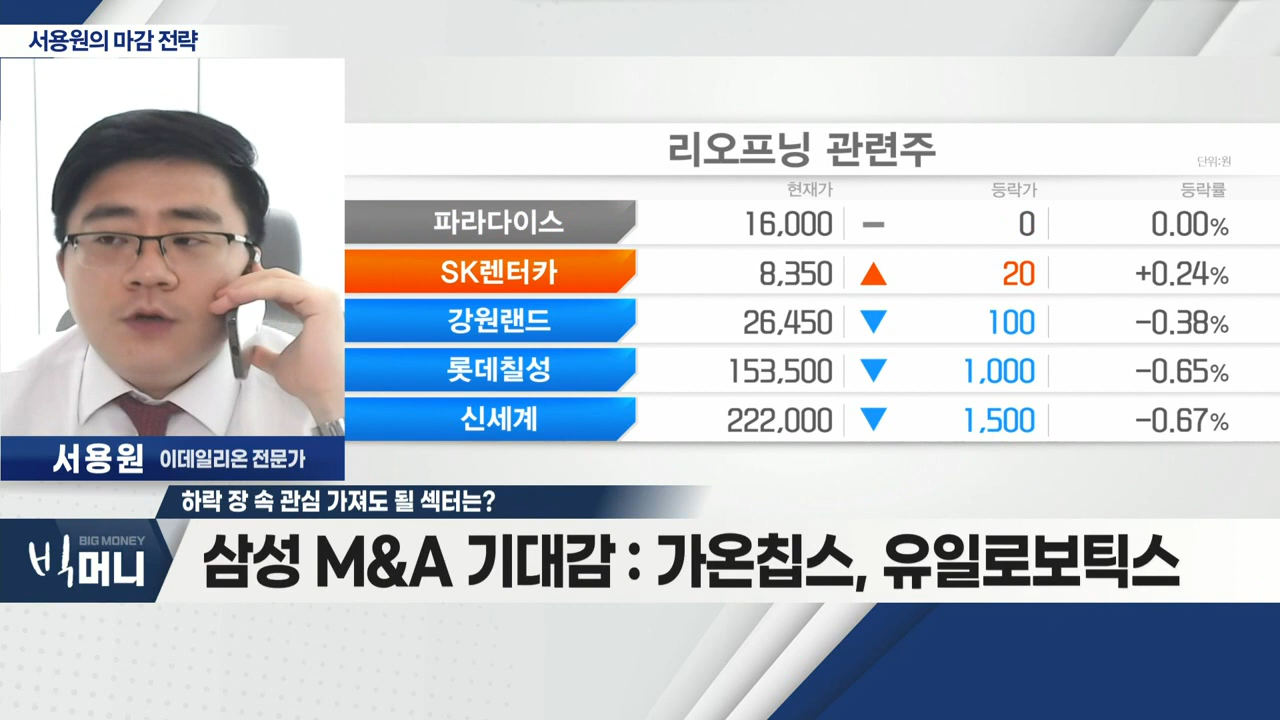 서용원의 마감 전략
리오프닝 관련주
단위:원
현재가 등락가 등락률
파라다이스 16,000 – 0 0.00%
SK렌터카 8,350 ▲ 20 +0.24%
강원랜드 26,450 ▼ 100 -0.38%
롯데칠성 153,500 ▼ 1,000 -0.65%
신세계 222,000 ▼ 1,500 -0.67%
서용원 이데일리온 전문가
하락 장 속 관심 가져도 될 섹터는?
BIG MONEY
빅머니
삼성 M&A 기대감 : 가온칩스, 유일로보틱스